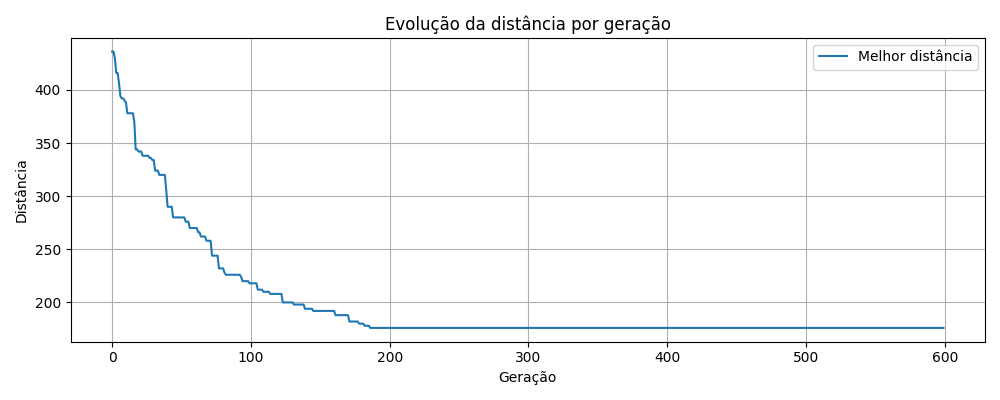 Evolução da distância por geração
Melhor distância
Distância
400
350
300
250
200
0 100 200 300 400 500 600
Geração